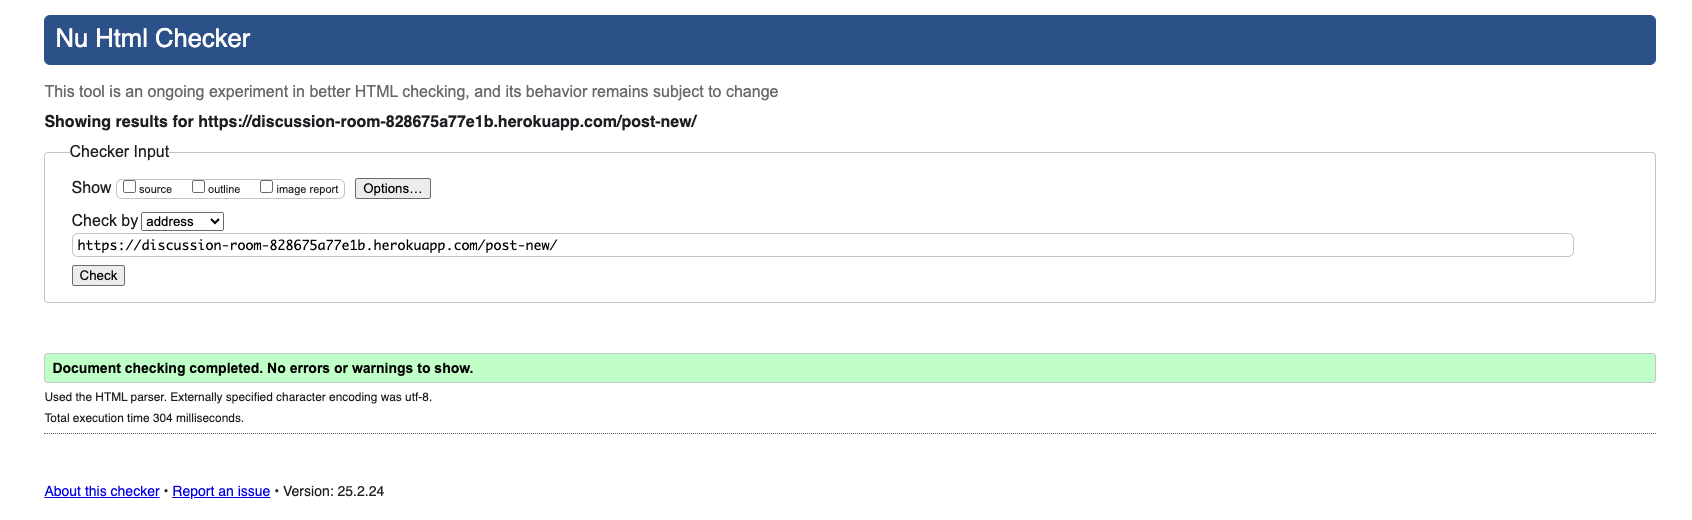 Nu Html Checker
This tool is an ongoing experiment in better HTML checking, and its behavior remains subject to change
Showing results for https://discussion-room-828675a77e1b.herokuapp.com/post-new/
Checker Input
Show source outline image report Options...
Check by address
https://discussion-room-828675a77e1b.herokuapp.com/post-new/
Check
Document checking completed. No errors or warnings to show.
Used the HTML parser. Externally specified character encoding was utf-8.
Total execution time 304 milliseconds.
About this checker • Report an issue • Version: 25.2.24